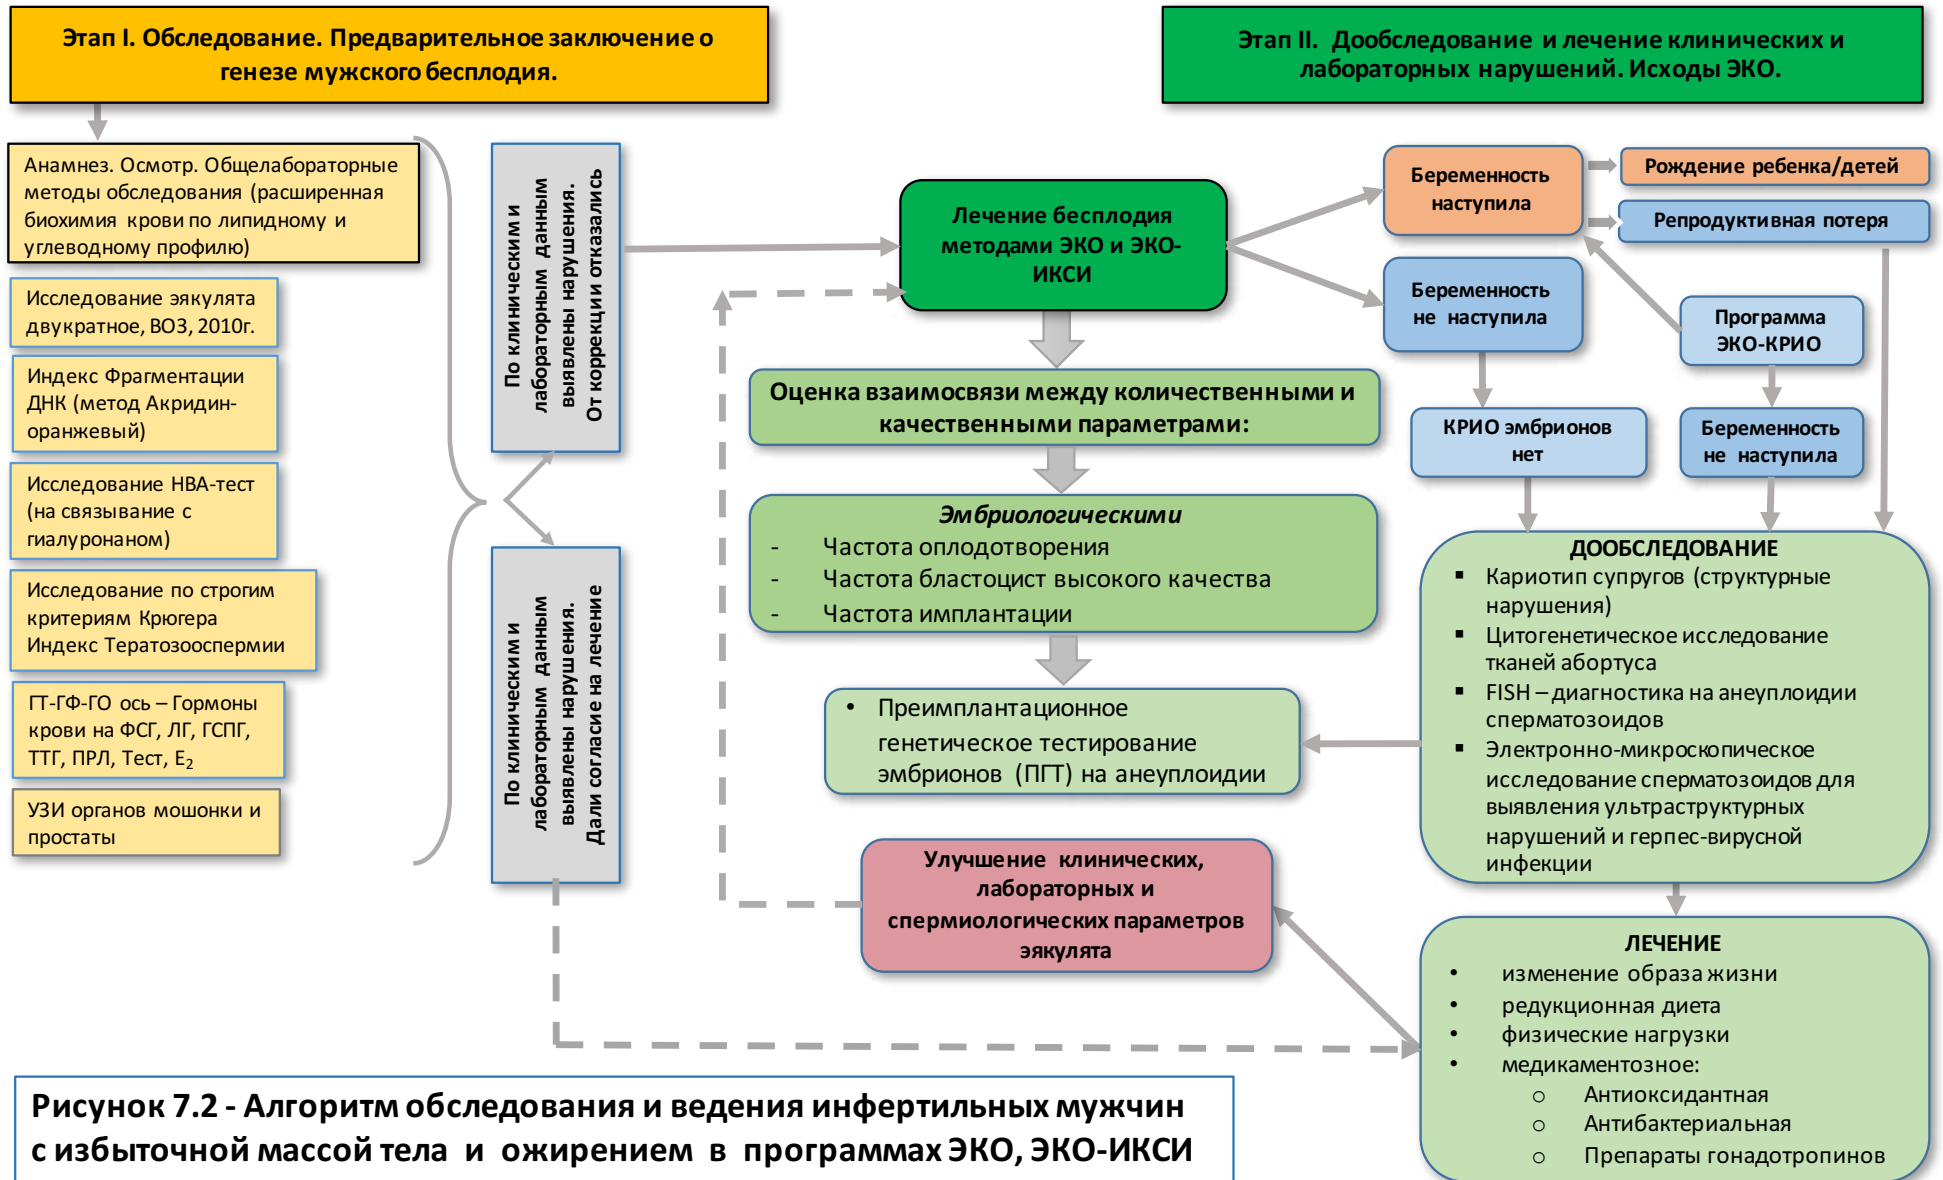 Этап I. Обследование. Предварительное заключение о
генезе мужского бесплодия.
Этап II. Дообследование и лечение клинических и
лабораторных нарушений. Исходы ЭКО.
Анамнез. Осмотр. Общелабораторные
методы обследования (расширенная
биохимия крови по липидному и
углеводному профилю)
Исследование эякулята
двукратное, ВОЗ, 2010г.
Индекс Фрагментации
ДНК (метод Акридин-
оранжевый)
Исследование НВА-тест
(на связывание с
гиалуронаном)
Исследование по строгим
критериям Крюгера
Индекс Тератозооспермии
ГТ-ГФ-ГО ось – Гормоны
крови на ФСГ, ЛГ, ГСПГ,
ТТГ, ПРЛ, Тест, Е₂
УЗИ органов мошонки и
простаты
По клиническим и
лабораторным данным
выявлены нарушения.
От коррекции отказались
По клиническим и
лабораторным данным
выявлены нарушения.
Дали согласие на лечение
Лечение бесплодия
методами ЭКО и ЭКО-
ИКСИ
Оценка взаимосвязи между количественными и
качественными параметрами:
Эмбриологическими
- Частота оплодотворения
- Частота бластоцист высокого качества
- Частота имплантации
• Преимплантационное
генетическое тестирование
эмбрионов (ПГТ) на анеуплоидии
Улучшение клинических,
лабораторных и
спермиологических параметров
эякулята
Беременность
наступила
Рождение ребенка/детей
Репродуктивная потеря
Беременность
не наступила
Программа
ЭКО-КРИО
КРИО эмбрионов
нет
Беременность
не наступила
ДООБСЛЕДОВАНИЕ
▪ Кариотип супругов (структурные
нарушения)
▪ Цитогенетическое исследование
тканей абортуса
▪ FISH – диагностика на анеуплоидии
сперматозоидов
▪ Электронно-микроскопическое
исследование сперматозоидов для
выявления ультраструктурных
нарушений и герпес-вирусной
инфекции
ЛЕЧЕНИЕ
• изменение образа жизни
• редукционная диета
• физические нагрузки
• медикаментозное:
o Антиоксидантная
o Антибактериальная
o Препараты гонадотропинов
Рисунок 7.2 - Алгоритм обследования и ведения инфертильных мужчин
с избыточной массой тела и ожирением в программах ЭКО, ЭКО-ИКСИ